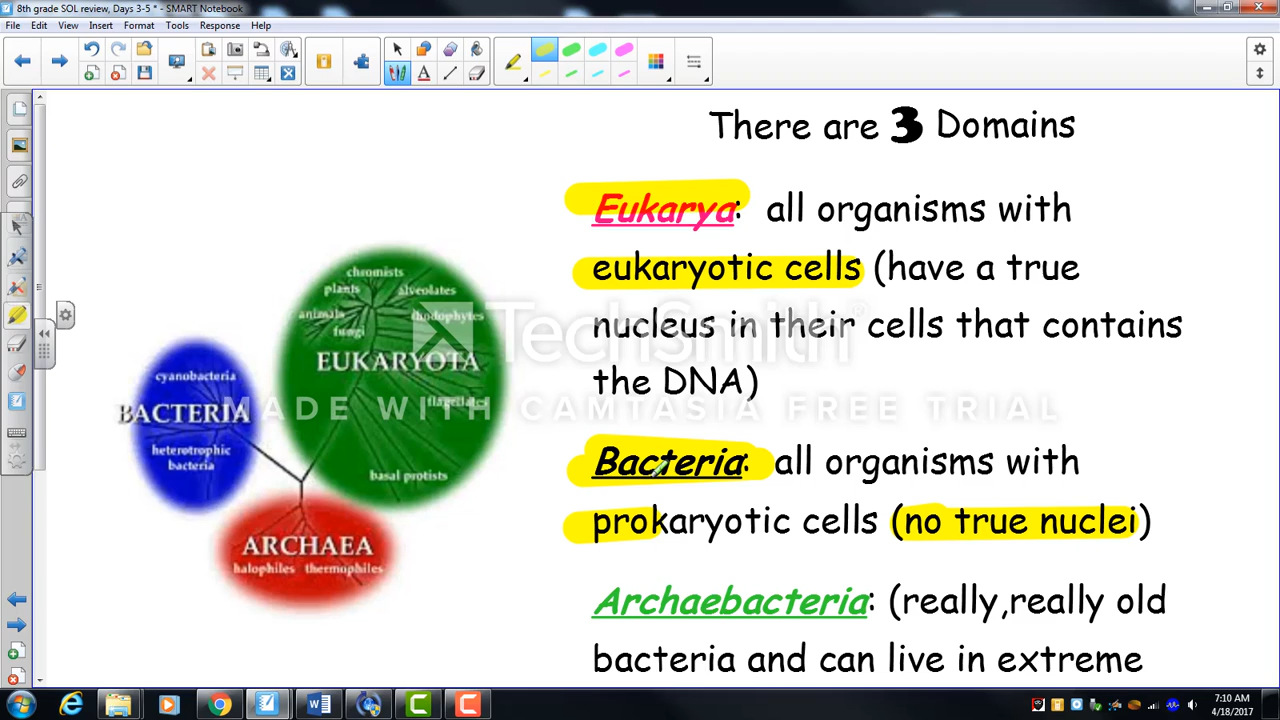 8th grade SOL review, Days 3-5 * - SMART Notebook
File Edit View Insert Format Tools Response Help
There are 3 Domains
Eukarya: all organisms with
eukaryotic cells (have a true
nucleus in their cells that contains
the DNA)
Bacteria: all organisms with
prokaryotic cells (no true nuclei)
Archaebacteria: (really,really old
bacteria and can live in extreme
chromists
plants alveolates
animals rhodophytes
fungi
EUKARYOTA
flagellates
basal protists
cyanobacteria
BACTERIA
heterotrophic
bacteria
ARCHAEA
halophiles thermophiles
TechSmith®
MADE WITH CAMTASIA FREE TRIAL
7:10 AM
4/18/2017